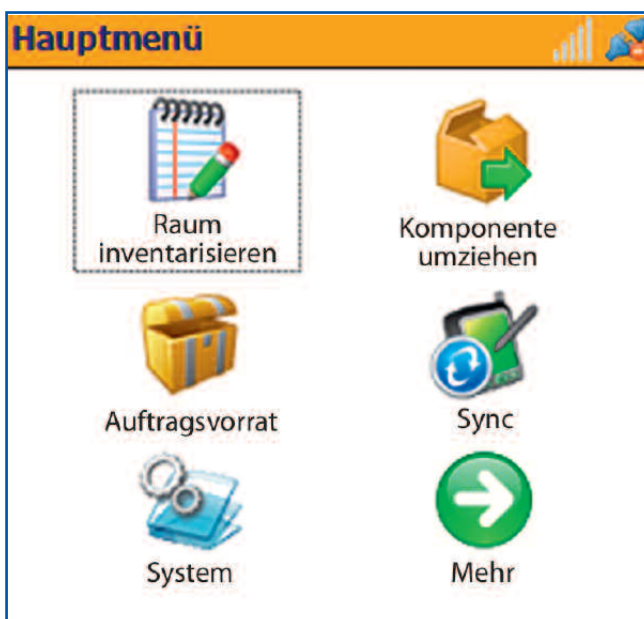 Hauptmenü
Raum
inventarisieren
Komponente
umziehen
Auftragsvorrat
Sync
System
Mehr